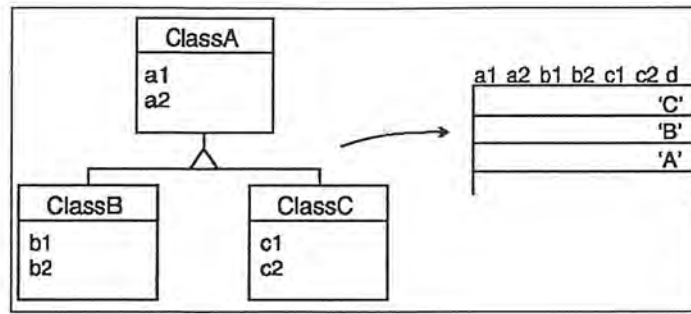 ClassA
a1
a2
ClassB
b1
b2
ClassC
c1
c2
a1 a2 b1 b2 c1 c2 d
'C'
'B'
'A'